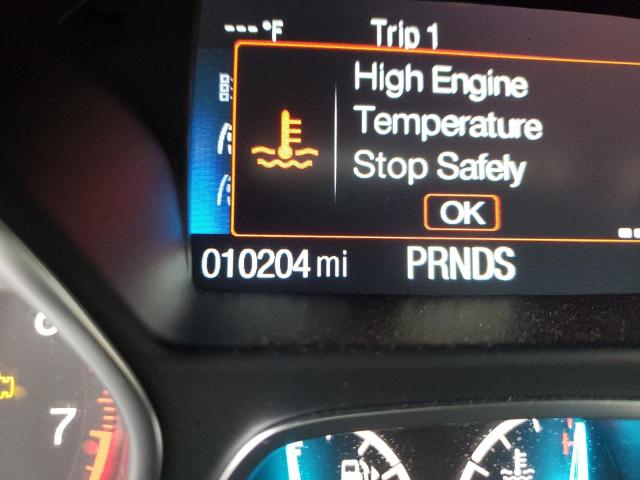 ---°F
Trip 1
High Engine
Temperature
Stop Safely
OK
010204 mi
PRNDS
7
H